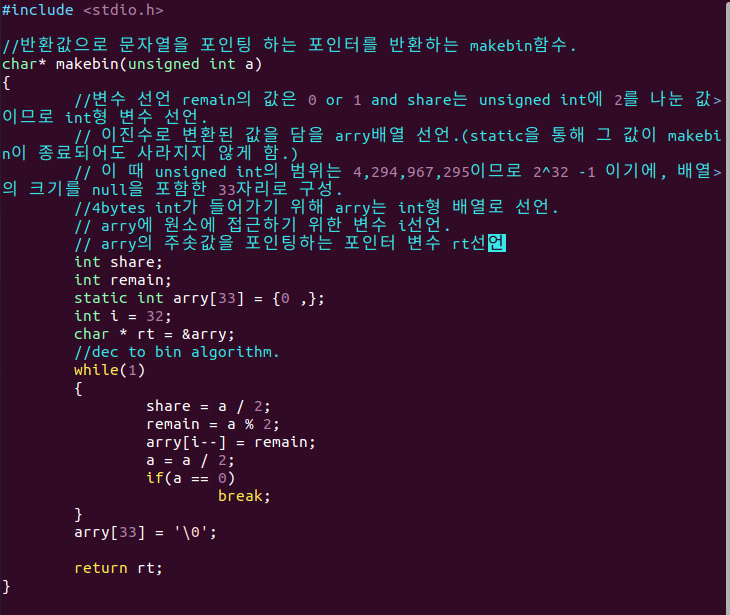 #include <stdio.h>
//반환값으로 문자열을 포인팅 하는 포인터를 반환하는 makebin함수.
char* makebin(unsigned int a)
{
//변수 선언 remain의 값은 0 or 1 and share는 unsigned int에 2를 나눈 값>
이므로 int형 변수 선언.
// 이진수로 변환된 값을 담을 arry배열 선언.(static을 통해 그 값이 makebi
n이 종료되어도 사라지지 않게 함.)
// 이 때 unsigned int의 범위는 4,294,967,295이므로 2^32 -1 이기에, 배열>
의 크기를 null을 포함한 33자리로 구성.
//4bytes int가 들어가기 위해 arry는 int형 배열로 선언.
// arry에 원소에 접근하기 위한 변수 i선언.
// arry의 주솟값을 포인팅하는 포인터 변수 rt선언
int share;
int remain;
static int arry[33] = {0 ,};
int i = 32;
char * rt = &arry;
//dec to bin algorithm.
while(1)
{
share = a / 2;
remain = a % 2;
arry[i--] = remain;
a = a / 2;
if(a == 0)
break;
}
arry[33] = '\0';
return rt;
}